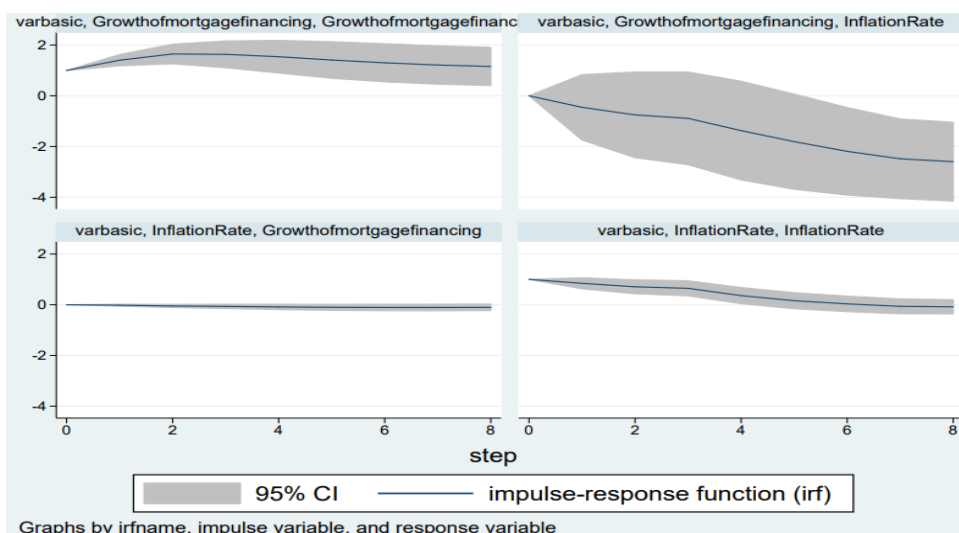 varbasic, Growthofmortgagefinancing, Growthofmortgagefinanc
varbasic, Growthofmortgagefinancing, InflationRate
2
0
-2
-4
varbasic, InflationRate, Growthofmortgagefinancing
varbasic, InflationRate, InflationRate
2
0
-2
-4
0 2 4 6 8
0 2 4 6 8
step
95% CI
impulse-response function (irf)
Graphs by irfname, impulse variable, and response variable